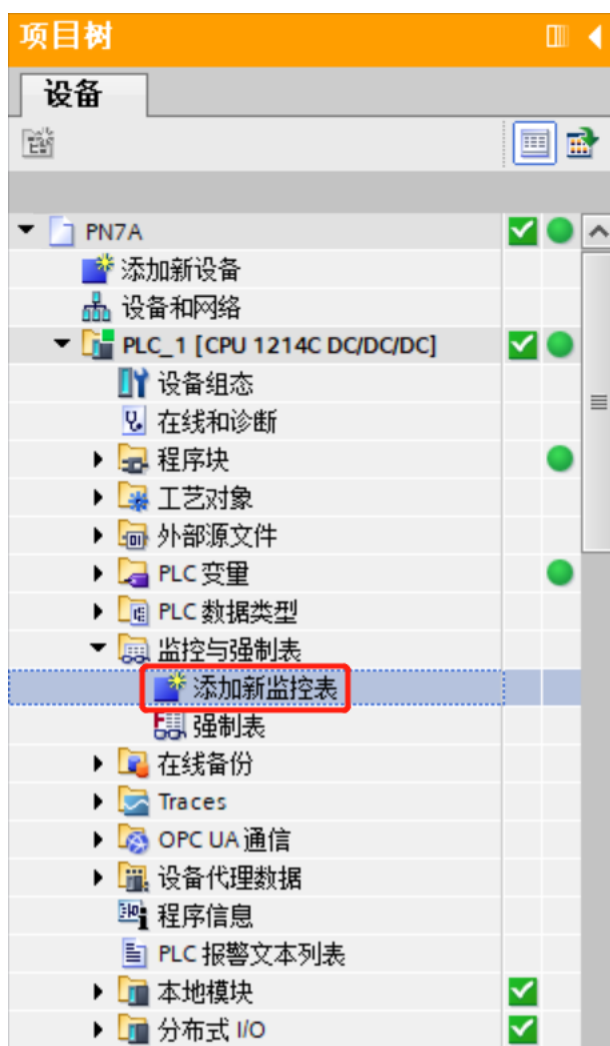 项目树
设备
PN7A
添加新设备
设备和网络
PLC_1 [CPU 1214C DC/DC/DC]
设备组态
在线和诊断
程序块
工艺对象
外部源文件
PLC 变量
PLC 数据类型
监控与强制表
添加新监控表
强制表
在线备份
Traces
OPC UA 通信
设备代理数据
程序信息
PLC 报警文本列表
本地模块
分布式 I/O